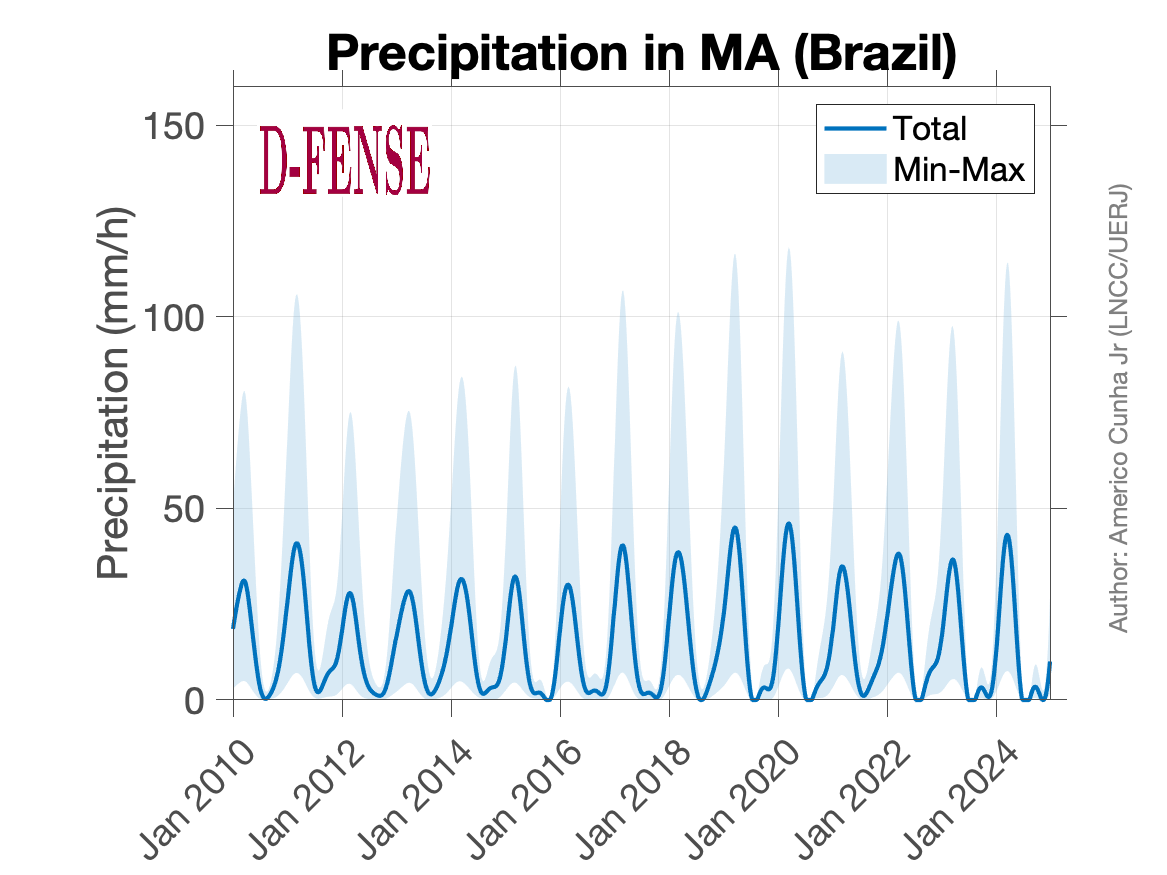 Precipitation in MA (Brazil)
D-FENSE
Total
Min-Max
Precipitation (mm/h)
150
100
50
0
Jan 2010
Jan 2012
Jan 2014
Jan 2016
Jan 2018
Jan 2020
Jan 2022
Jan 2024
Author: Americo Cunha Jr (LNCC/UERJ)